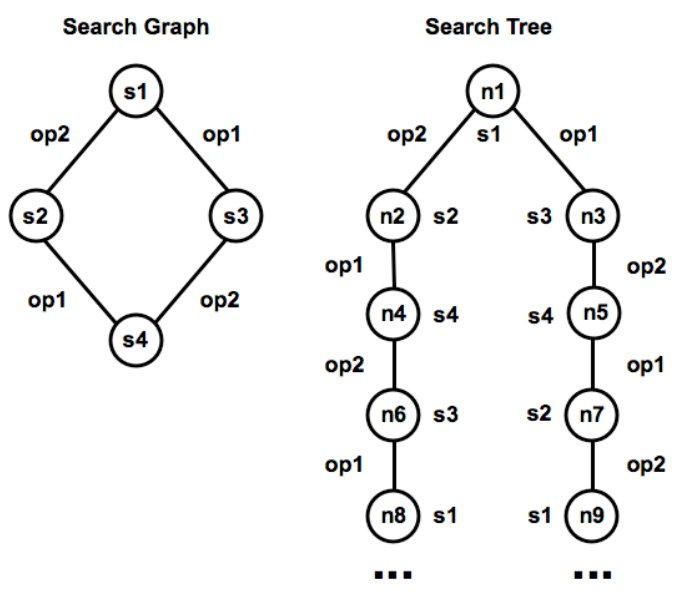 Search Graph
s1
op2
op1
s2
s3
op1
op2
s4
Search Tree
n1
op2
s1
op1
n2
s2
s3
n3
op1
op2
n4
s4
s4
n5
op2
op1
n6
s3
s2
n7
op1
op2
n8
s1
s1
n9
...
...